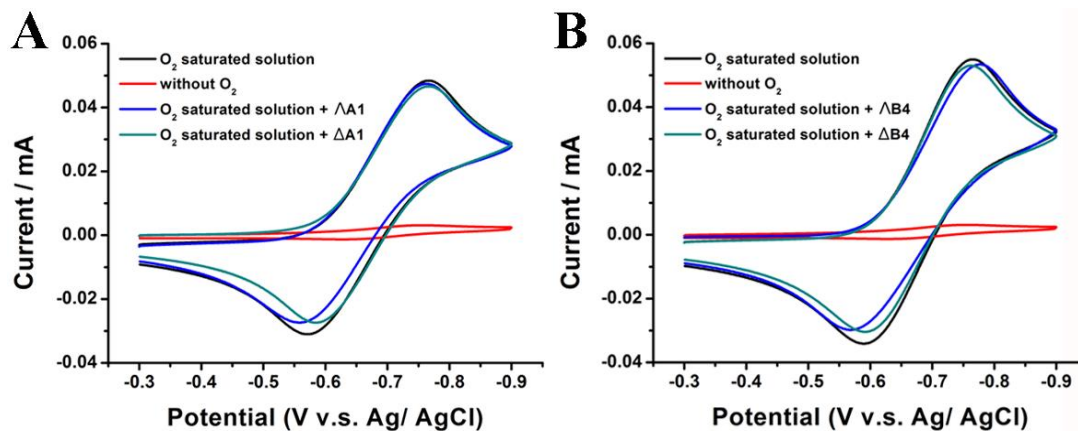 A
0.06
0.04
0.02
0.00
-0.02
-0.04
Current / mA
O₂ saturated solution
without O₂
O₂ saturated solution + ΛA1
O₂ saturated solution + ΔA1
-0.3 -0.4 -0.5 -0.6 -0.7 -0.8 -0.9
Potential (V v.s. Ag/ AgCl)
B
0.06
0.04
0.02
0.00
-0.02
-0.04
Current / mA
O₂ saturated solution
without O₂
O₂ saturated solution + ΛB4
O₂ saturated solution + ΔB4
-0.3 -0.4 -0.5 -0.6 -0.7 -0.8 -0.9
Potential (V v.s. Ag/ AgCl)